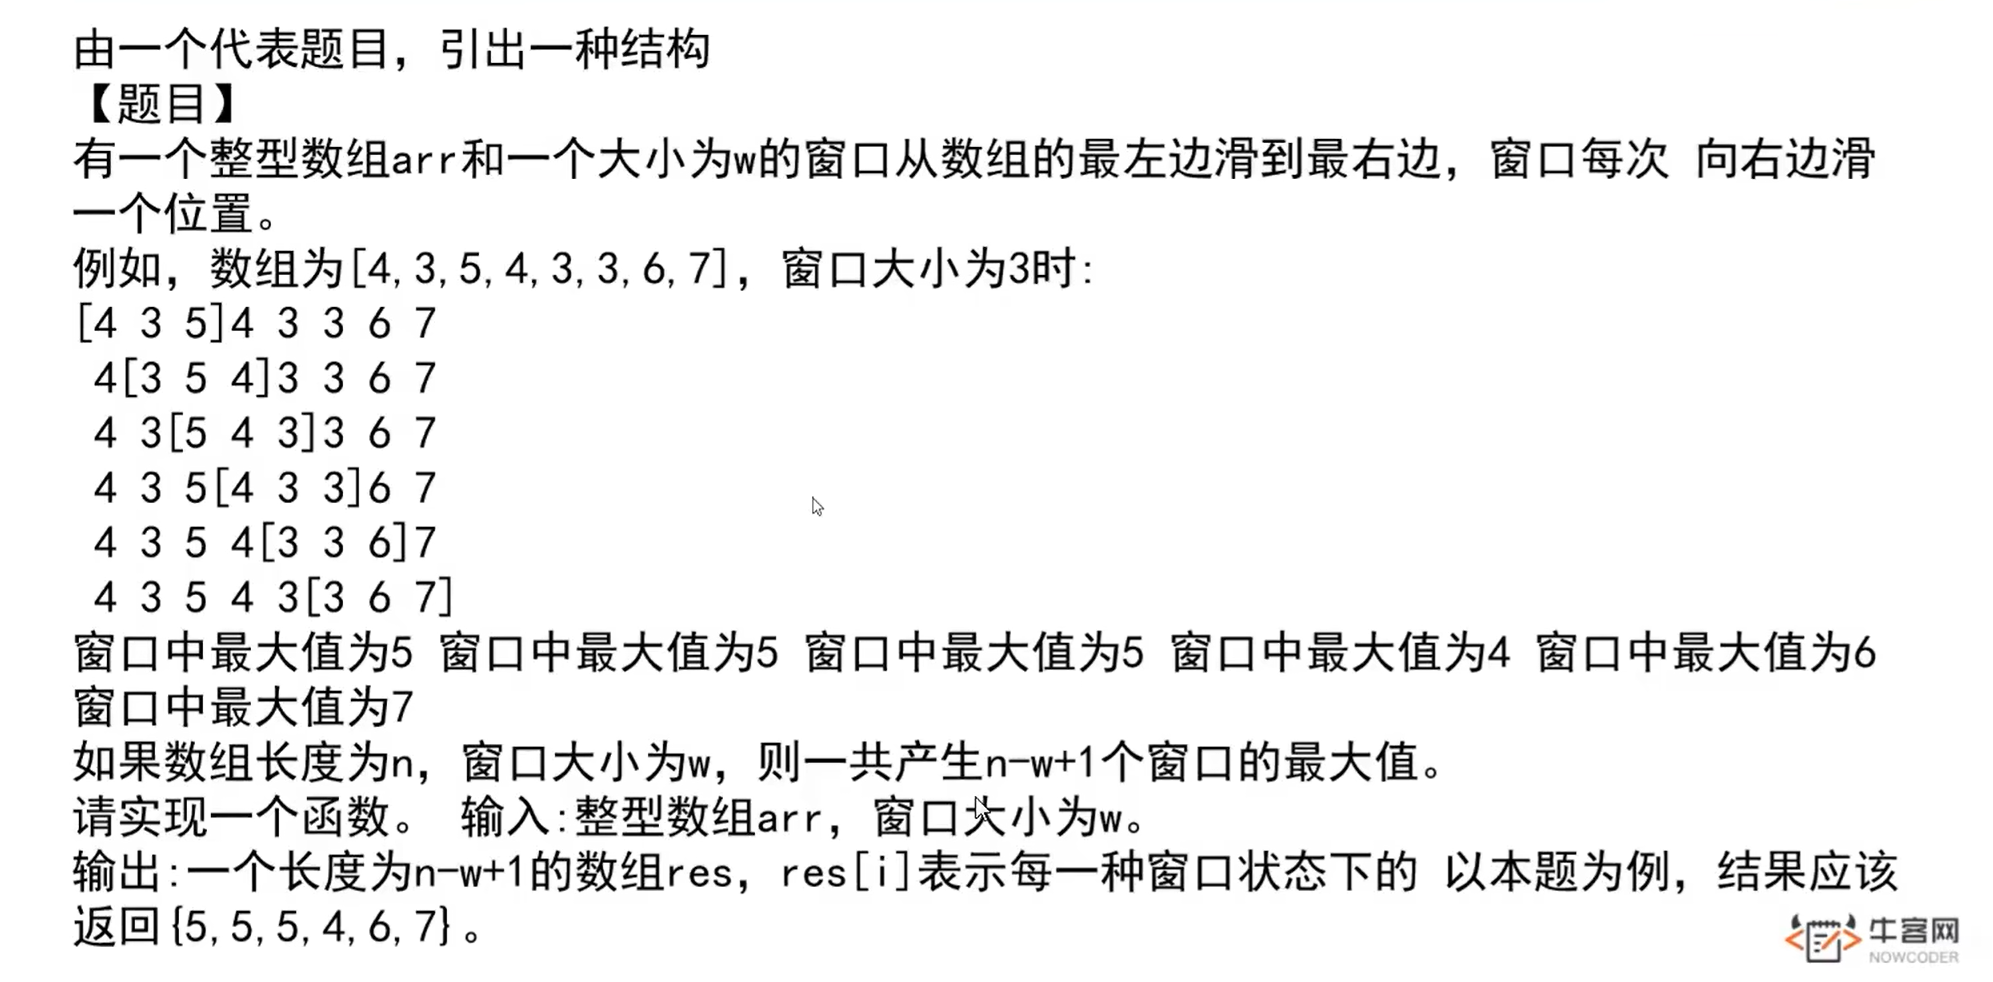 由一个代表题目，引出一种结构
【题目】
有一个整型数组arr和一个大小为w的窗口从数组的最左边滑到最右边，窗口每次 向右边滑
一个位置。
例如，数组为[4,3,5,4,3,3,6,7]，窗口大小为3时:
[4 3 5]4 3 3 6 7
4[3 5 4]3 3 6 7
4 3[5 4 3]3 6 7
4 3 5[4 3 3]6 7
4 3 5 4[3 3 6]7
4 3 5 4 3[3 6 7]
窗口中最大值为5 窗口中最大值为5 窗口中最大值为5 窗口中最大值为4 窗口中最大值为6
窗口中最大值为7
如果数组长度为n，窗口大小为w，则一共产生n-w+1个窗口的最大值。
请实现一个函数。 输入:整型数组arr，窗口大小为w。
输出:一个长度为n-w+1的数组res，res[i]表示每一种窗口状态下的 以本题为例，结果应该
返回{5,5,5,4,6,7}。
牛客网
NOWCODER